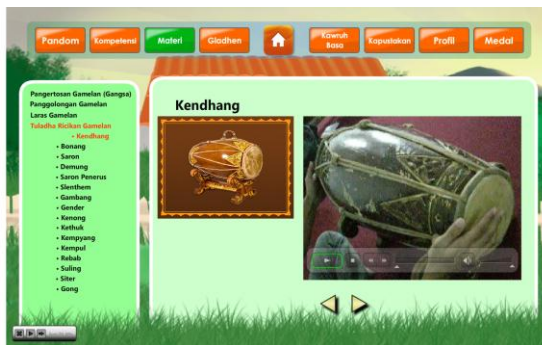 Pandom
Kompetensi
Materi
Gladhen
Kawruh
Basa
Kapustakan
Profil
Medal
Pangertosan Gamelan (Gangsa)
Panggolongan Gamelan
Laras Gamelan
Tuladha Ricikan Gamelan
• Kendhang
• Bonang
• Saron
• Demung
• Saron Penerus
• Slenthem
• Gambang
• Gender
• Kenong
• Kethuk
• Kempyang
• Kempul
• Rebab
• Suling
• Siter
• Gong
Kendhang